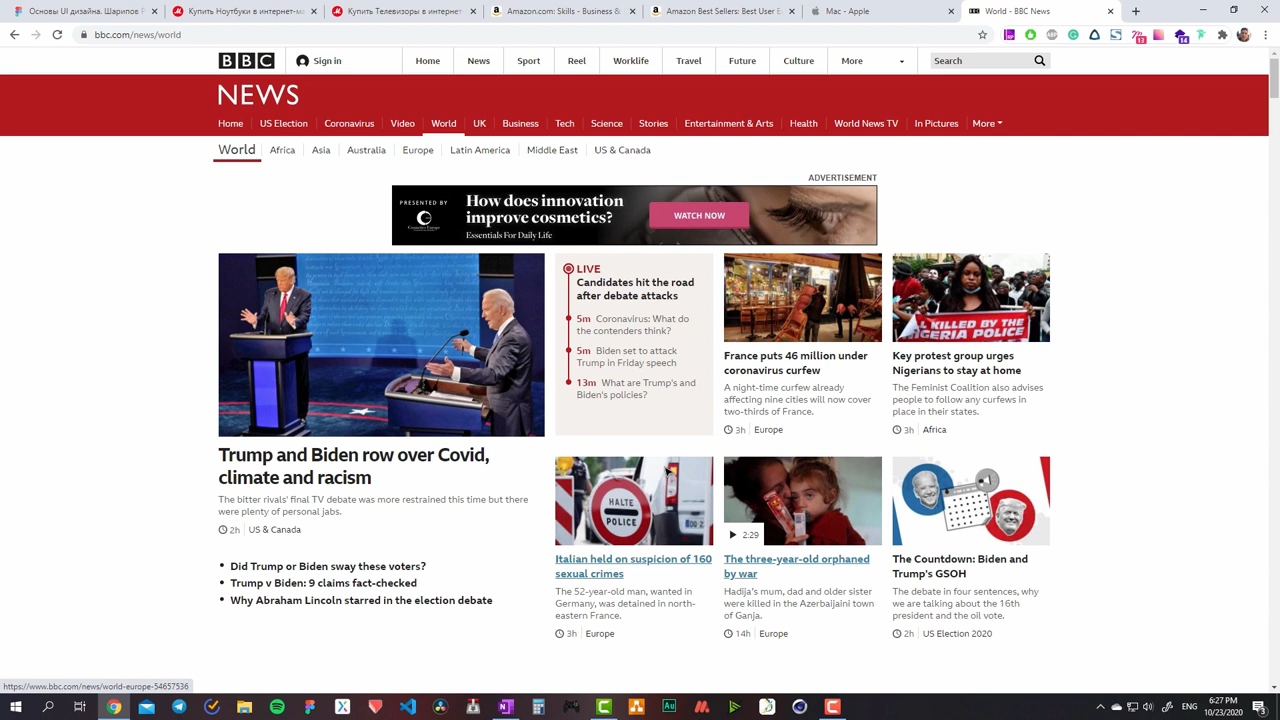 Основы UI дизайна. Шарипов Р
Купить Мультиварки в интернет-м
Купить Телевизоры в интернет-м
Amazon.com: Skills - Business &
Amazon Best Sellers: Best User E
Mac - Apple
World - BBC News
bbc.com/news/world
13
14
BBC
Sign in
Home
News
Sport
Reel
Worklife
Travel
Future
Culture
More
Search
NEWS
Home
US Election
Coronavirus
Video
World
UK
Business
Tech
Science
Stories
Entertainment & Arts
Health
World News TV
In Pictures
More
World
Africa
Asia
Australia
Europe
Latin America
Middle East
US & Canada
ADVERTISEMENT
PRESENTED BY
Cosmetics Europe
How does innovation
improve cosmetics?
Essentials For Daily Life
WATCH NOW
Trump and Biden row over Covid,
climate and racism
The bitter rivals' final TV debate was more restrained this time but there
were plenty of personal jabs.
2h
US & Canada
Did Trump or Biden sway these voters?
Trump v Biden: 9 claims fact-checked
Why Abraham Lincoln starred in the election debate
LIVE
Candidates hit the road
after debate attacks
5m Coronavirus: What do
the contenders think?
5m Biden set to attack
Trump in Friday speech
13m What are Trump's and
Biden's policies?
France puts 46 million under
coronavirus curfew
A night-time curfew already
affecting nine cities will now cover
two-thirds of France.
3h
Europe
L KILLED BY THE
NIGERIA POLICE
Key protest group urges
Nigerians to stay at home
The Feminist Coalition also advises
people to follow any curfews in
place in their states.
3h
Africa
HALTE
POLICE
Italian held on suspicion of 160
sexual crimes
The 52-year-old man, wanted in
Germany, was detained in north-
eastern France.
3h
Europe
2:29
The three-year-old orphaned
by war
Hadija's mum, dad and older sister
were killed in the Azerbaijaini town
of Ganja.
14h
Europe
The Countdown: Biden and
Trump's GSOH
The debate in four sentences, why
we are talking about the 16th
president and the oil vote.
2h
US Election 2020
https://www.bbc.com/news/world-europe-54657536
ENG
6:27 PM
10/23/2020